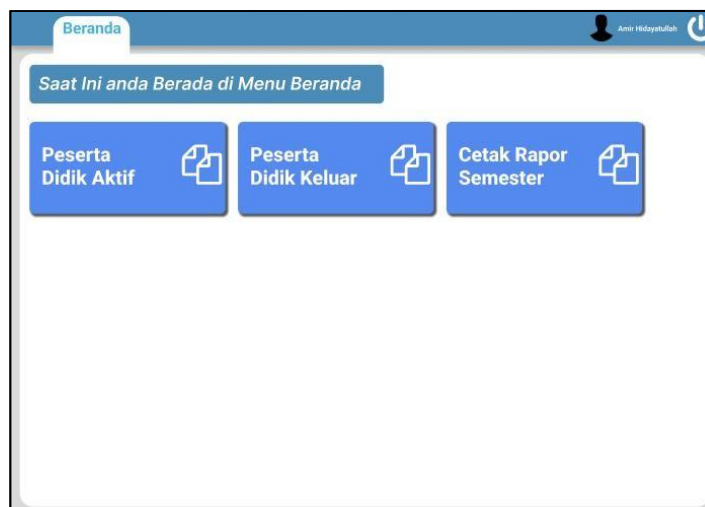 Beranda
Amir Hidayatullah
Saat Ini anda Berada di Menu Beranda
Peserta
Didik Aktif
Peserta
Didik Keluar
Cetak Rapor
Semester